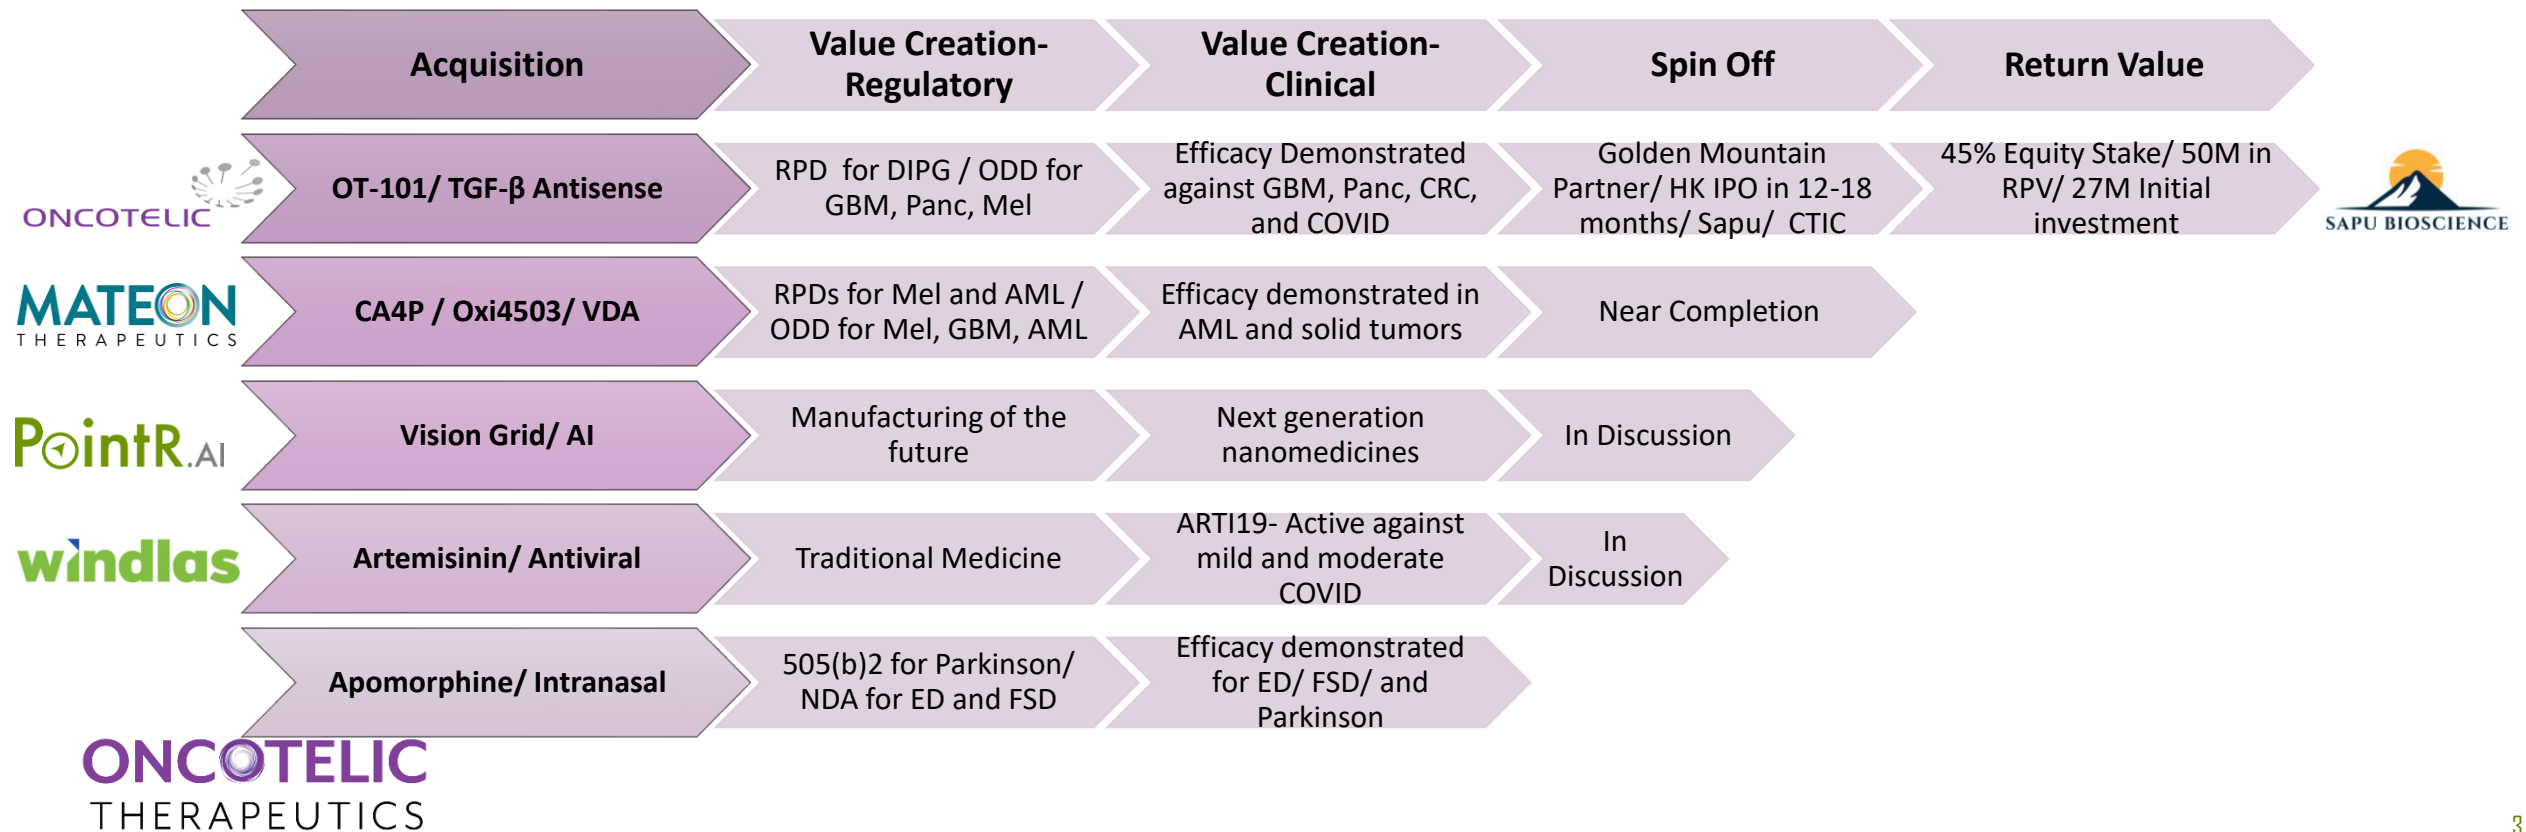 Acquisition
Value Creation-
Regulatory
Value Creation-
Clinical
Spin Off
Return Value
ONCOTELIC
OT-101/ TGF-β Antisense
RPD for DIPG / ODD for
GBM, Panc, Mel
Efficacy Demonstrated
against GBM, Panc, CRC,
and COVID
Golden Mountain
Partner/ HK IPO in 12-18
months/ Sapu/ CTIC
45% Equity Stake/ 50M in
RPV/ 27M Initial
investment
SAPU BIOSCIENCE
MATEON
THERAPEUTICS
CA4P / Oxi4503/ VDA
RPDs for Mel and AML /
ODD for Mel, GBM, AML
Efficacy demonstrated in
AML and solid tumors
Near Completion
PointR.AI
Vision Grid/ AI
Manufacturing of the
future
Next generation
nanomedicines
In Discussion
windlas
Artemisinin/ Antiviral
Traditional Medicine
ARTI19- Active against
mild and moderate
COVID
In
Discussion
Apomorphine/ Intranasal
505(b)2 for Parkinson/
NDA for ED and FSD
Efficacy demonstrated
for ED/ FSD/ and
Parkinson
ONCOTELIC
THERAPEUTICS
3